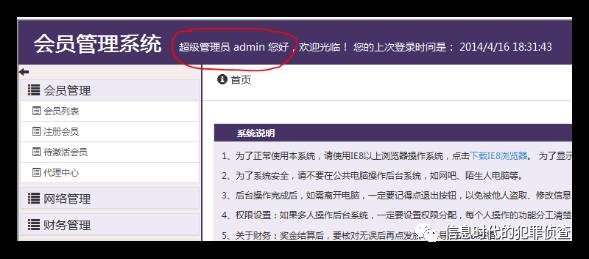 会员管理系统 超级管理员 admin 您好，欢迎光临！ 您的上次登录时间是： 2014/4/16 18:31:43
首页
会员管理
会员列表
注册会员
待激活会员
代理中心
网络管理
财务管理
系统说明
1、为了正常使用本系统，请使用IE8以上浏览器操作系统，点击下载IE8浏览器。 为了显示
2、为了系统安全，请不要在公共电脑操作后台系统，如网吧、陌生人电脑等。
3、后台操作完成后，如需离开电脑，一定要记得点退出按钮，以免被他人盗取、修改信息
4、权限设置：如果多人操作后台系统，一定要设置权限分配，每个人操作的功能分工清楚
5、关于财务：奖金结算后，要核对无误后再点发放
信息时代的犯罪侦查